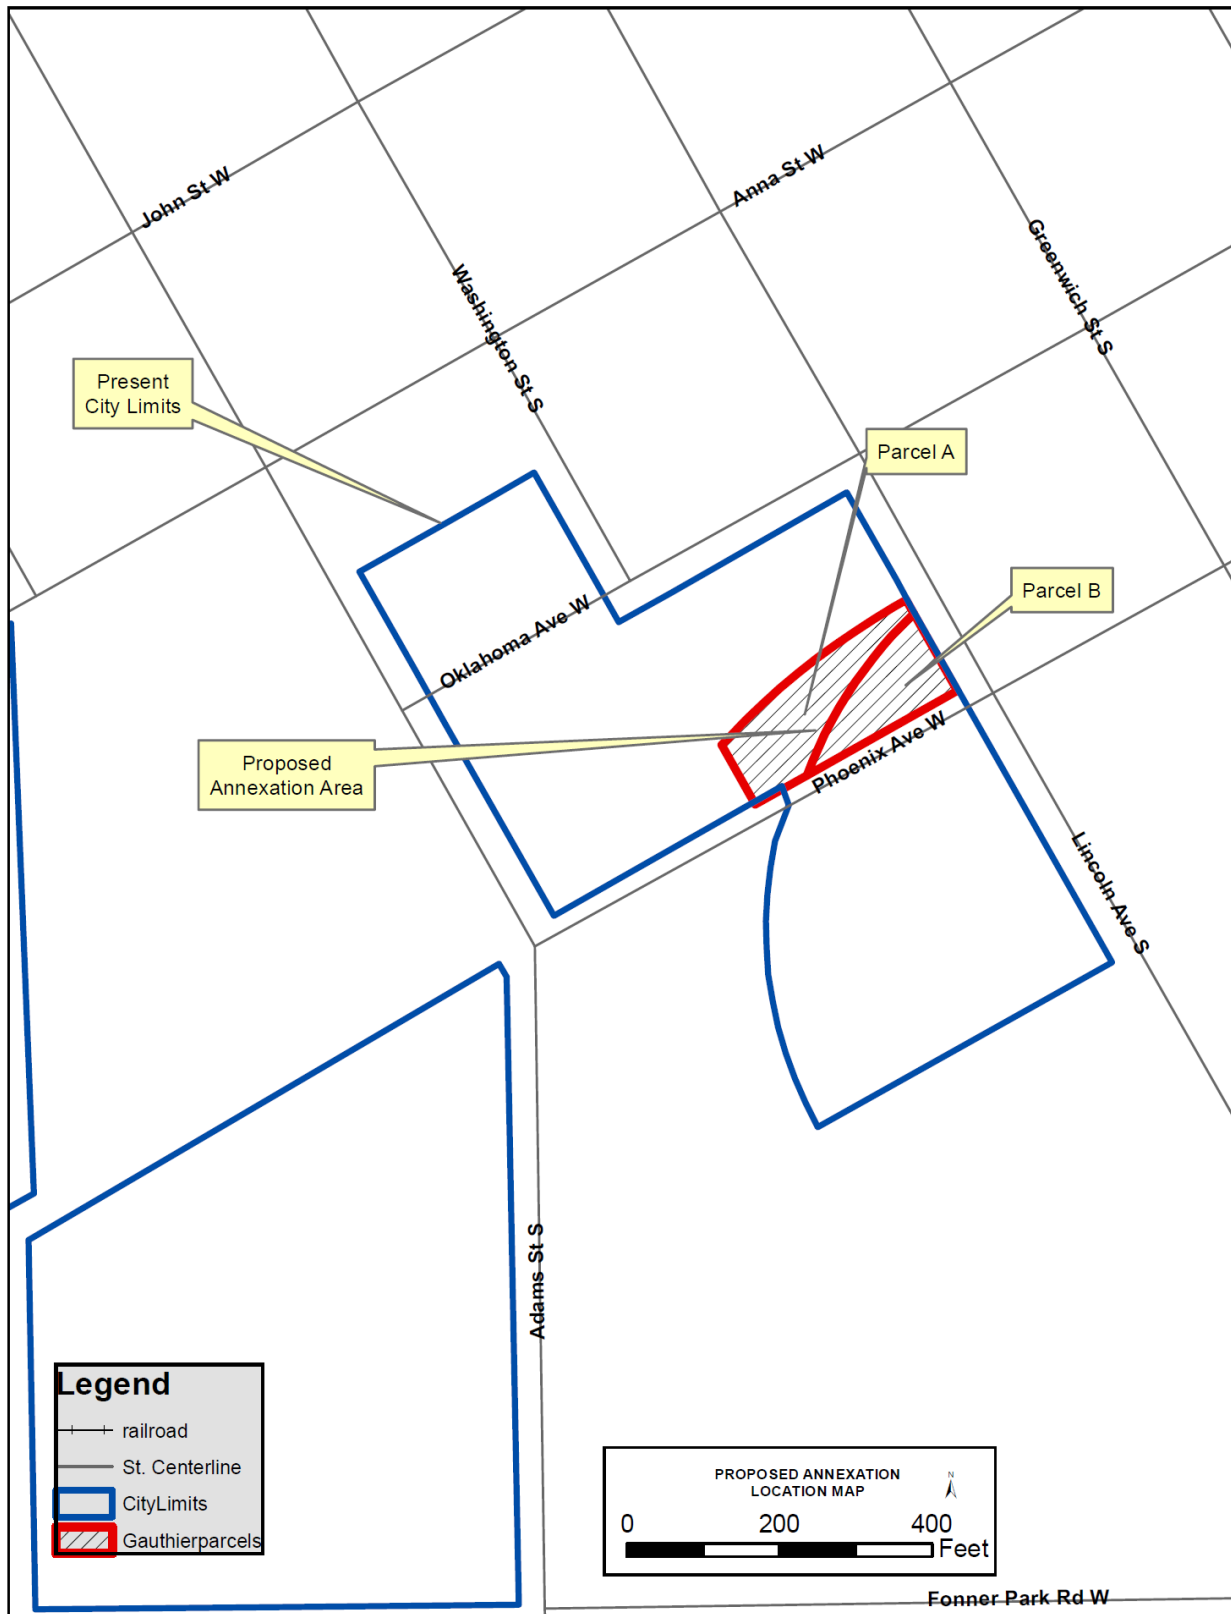 John St W
Anna St W
Greenwich St S
Washington St S
Present
City Limits
Parcel A
Parcel B
Oklahoma Ave W
Proposed
Annexation Area
Phoenix Ave W
Lincoln Ave S
Adams St S
Legend
railroad
St. Centerline
CityLimits
Gauthierparcels
PROPOSED ANNEXATION
LOCATION MAP
N
0 200 400
Feet
Fonner Park Rd W